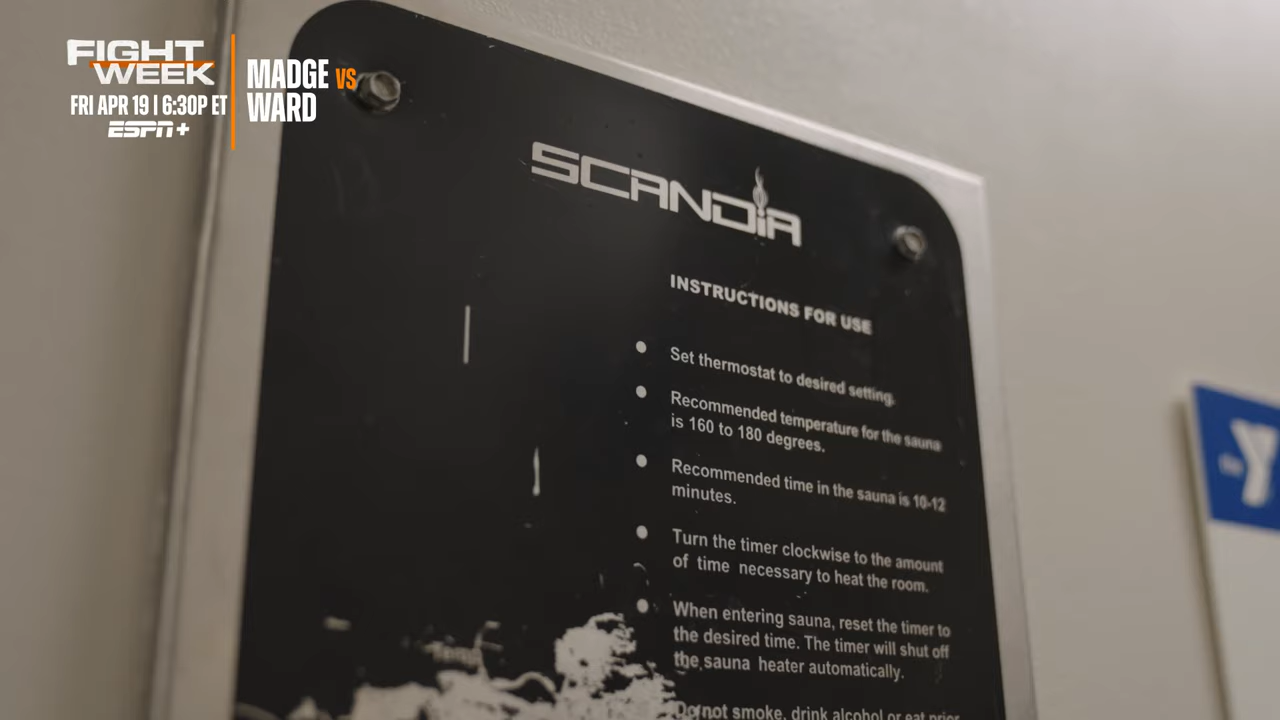 FIGHT
WEEK
FRI APR 19 | 6:30P ET
ESPN+
MADGE VS
WARD
SCANDIA
INSTRUCTIONS FOR USE
Set thermostat to desired setting.
Recommended temperature for the sauna
is 160 to 180 degrees.
Recommended time in the sauna is 10-12
minutes.
Turn the timer clockwise to the amount
of time necessary to heat the room.
When entering sauna, reset the timer to
the desired time. The timer will shut off
the sauna heater automatically.
Do not smoke, drink alcohol or eat prior
Temp
the Y